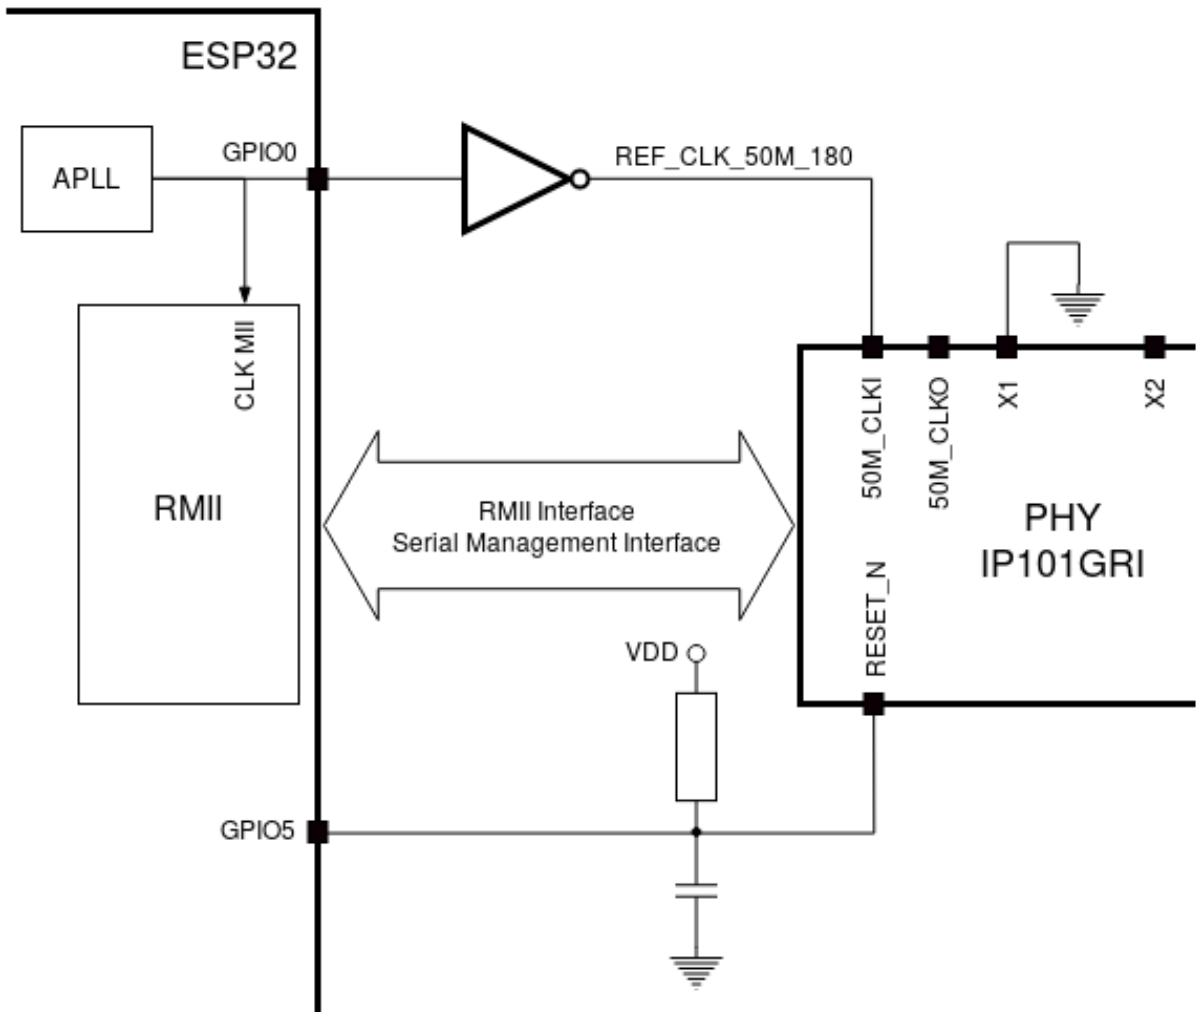 ESP32
GPIO0
APLL
REF_CLK_50M_180
CLK MII
50M_CLKI
50M_CLKO
X1
X2
RMII
RMII Interface
Serial Management Interface
PHY
IP101GRI
RESET_N
VDD
GPIO5